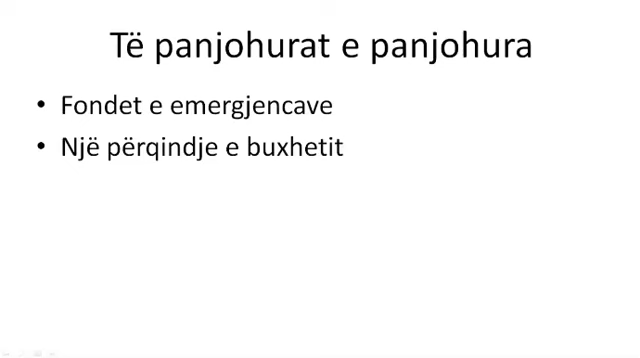 Të panjohurat e panjohura
• Fondet e emergjencave
• Një përqindje e buxhetit